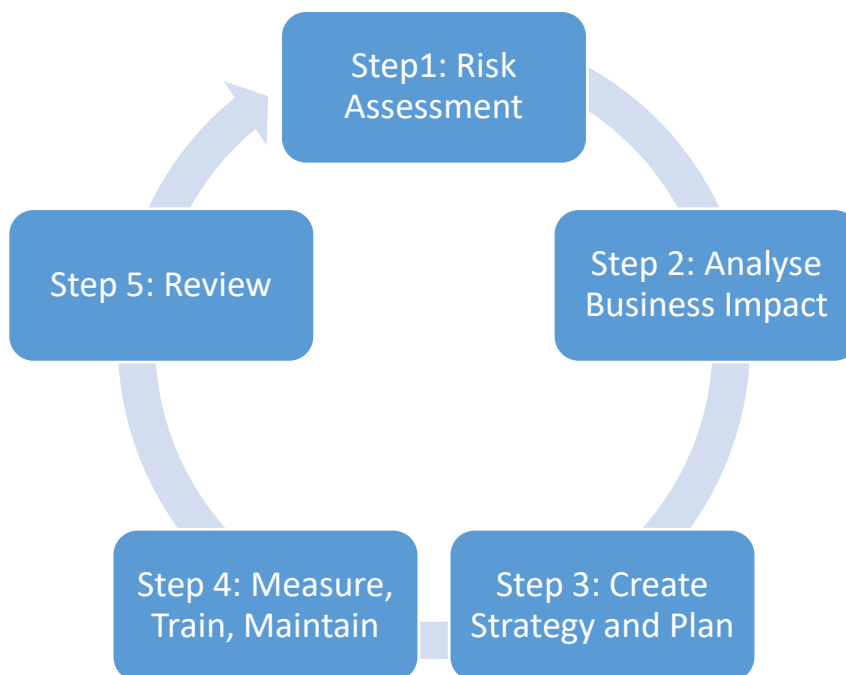 Step1: Risk
Assessment
Step 2: Analyse
Business Impact
Step 3: Create
Strategy and Plan
Step 4: Measure,
Train, Maintain
Step 5: Review